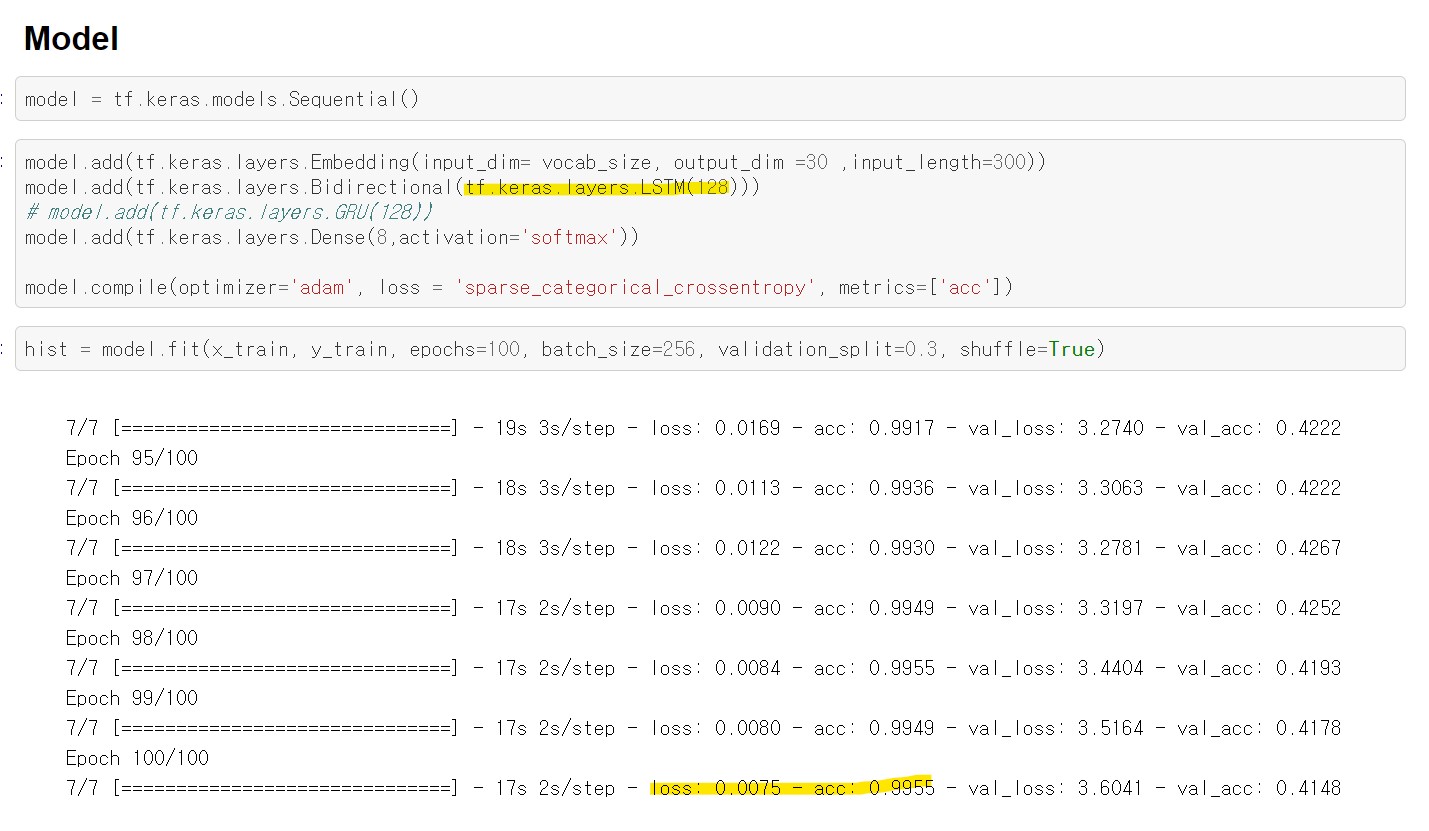 Model
: model = tf.keras.models.Sequential()
: model.add(tf.keras.layers.Embedding(input_dim= vocab_size, output_dim =30 ,input_length=300))
model.add(tf.keras.layers.Bidirectional(tf.keras.layers.LSTM(128)))
# model.add(tf.keras.layers.GRU(128))
model.add(tf.keras.layers.Dense(8,activation='softmax'))
model.compile(optimizer='adam', loss = 'sparse_categorical_crossentropy', metrics=['acc'])
: hist = model.fit(x_train, y_train, epochs=100, batch_size=256, validation_split=0.3, shuffle=True)
7/7 [==============================] - 19s 3s/step - loss: 0.0169 - acc: 0.9917 - val_loss: 3.2740 - val_acc: 0.4222
Epoch 95/100
7/7 [==============================] - 18s 3s/step - loss: 0.0113 - acc: 0.9936 - val_loss: 3.3063 - val_acc: 0.4222
Epoch 96/100
7/7 [==============================] - 18s 3s/step - loss: 0.0122 - acc: 0.9930 - val_loss: 3.2781 - val_acc: 0.4267
Epoch 97/100
7/7 [==============================] - 17s 2s/step - loss: 0.0090 - acc: 0.9949 - val_loss: 3.3197 - val_acc: 0.4252
Epoch 98/100
7/7 [==============================] - 17s 2s/step - loss: 0.0084 - acc: 0.9955 - val_loss: 3.4404 - val_acc: 0.4193
Epoch 99/100
7/7 [==============================] - 17s 2s/step - loss: 0.0080 - acc: 0.9949 - val_loss: 3.5164 - val_acc: 0.4178
Epoch 100/100
7/7 [==============================] - 17s 2s/step - loss: 0.0075 - acc: 0.9955 - val_loss: 3.6041 - val_acc: 0.4148